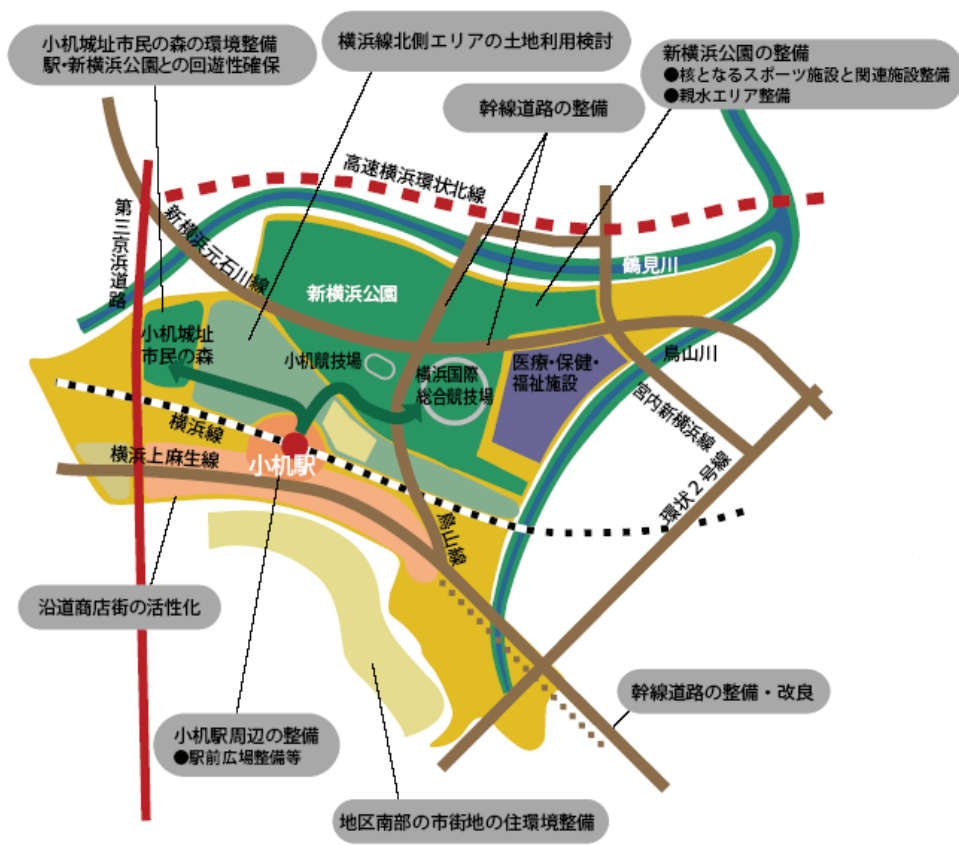 小机城址市民の森の環境整備
駅・新横浜公園との回遊性確保
横浜線北側エリアの土地利用検討
新横浜公園の整備
●核となるスポーツ施設と関連施設整備
●親水エリア整備
幹線道路の整備
高速横浜環状北線
第三京浜道路
新横浜元石川線
鶴見川
新横浜公園
小机城址
市民の森
小机競技場
横浜国際
総合競技場
医療・保健・
福祉施設
鳥山川
宮内新横浜線
横浜線
小机駅
横浜上麻生線
環状2号線
鳥山線
沿道商店街の活性化
幹線道路の整備・改良
小机駅周辺の整備
●駅前広場整備等
地区南部の市街地の住環境整備